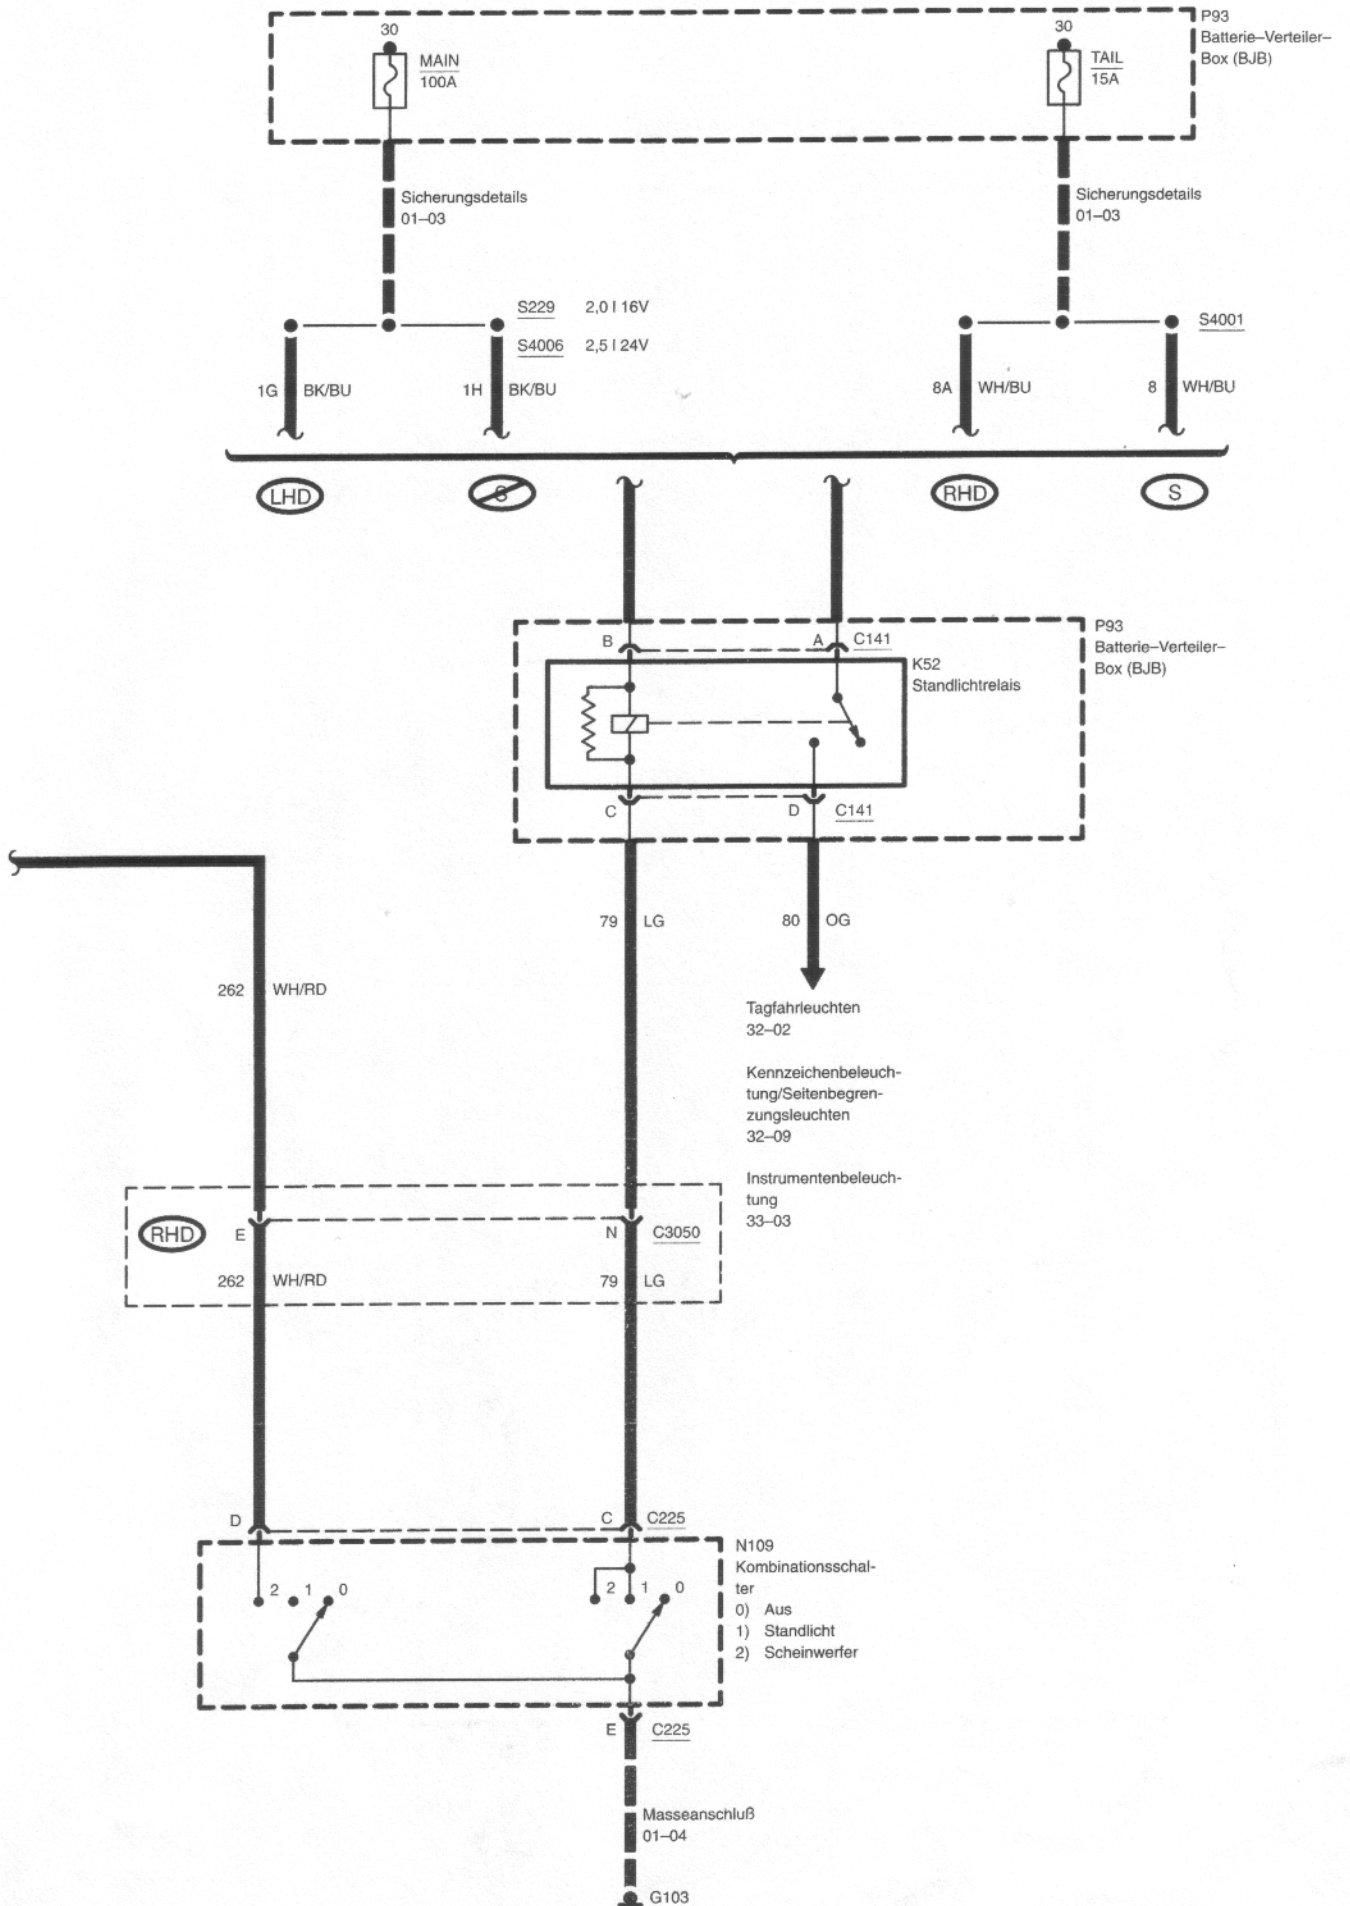 P93
Batterie–Verteiler–
Box (BJB)
30
MAIN
100A
30
TAIL
15A
Sicherungsdetails
01–03
Sicherungsdetails
01–03
S229 2,0 l 16V
S4006 2,5 l 24V
S4001
1G BK/BU
1H BK/BU
8A WH/BU
8 WH/BU
LHD
S
RHD
S
P93
Batterie–Verteiler–
Box (BJB)
B
A C141
K52
Standlichtrelais
C
D C141
79 LG
80 OG
262 WH/RD
Tagfahrleuchten
32–02
Kennzeichenbeleuch-
tung/Seitenbegren-
zungsleuchten
32–09
Instrumentenbeleuch-
tung
33–03
RHD E
N C3050
262 WH/RD
79 LG
D
C C225
N109
Kombinationsschal-
ter
0) Aus
1) Standlicht
2) Scheinwerfer
2 1 0
2 1 0
E C225
Masseanschluß
01–04
G103